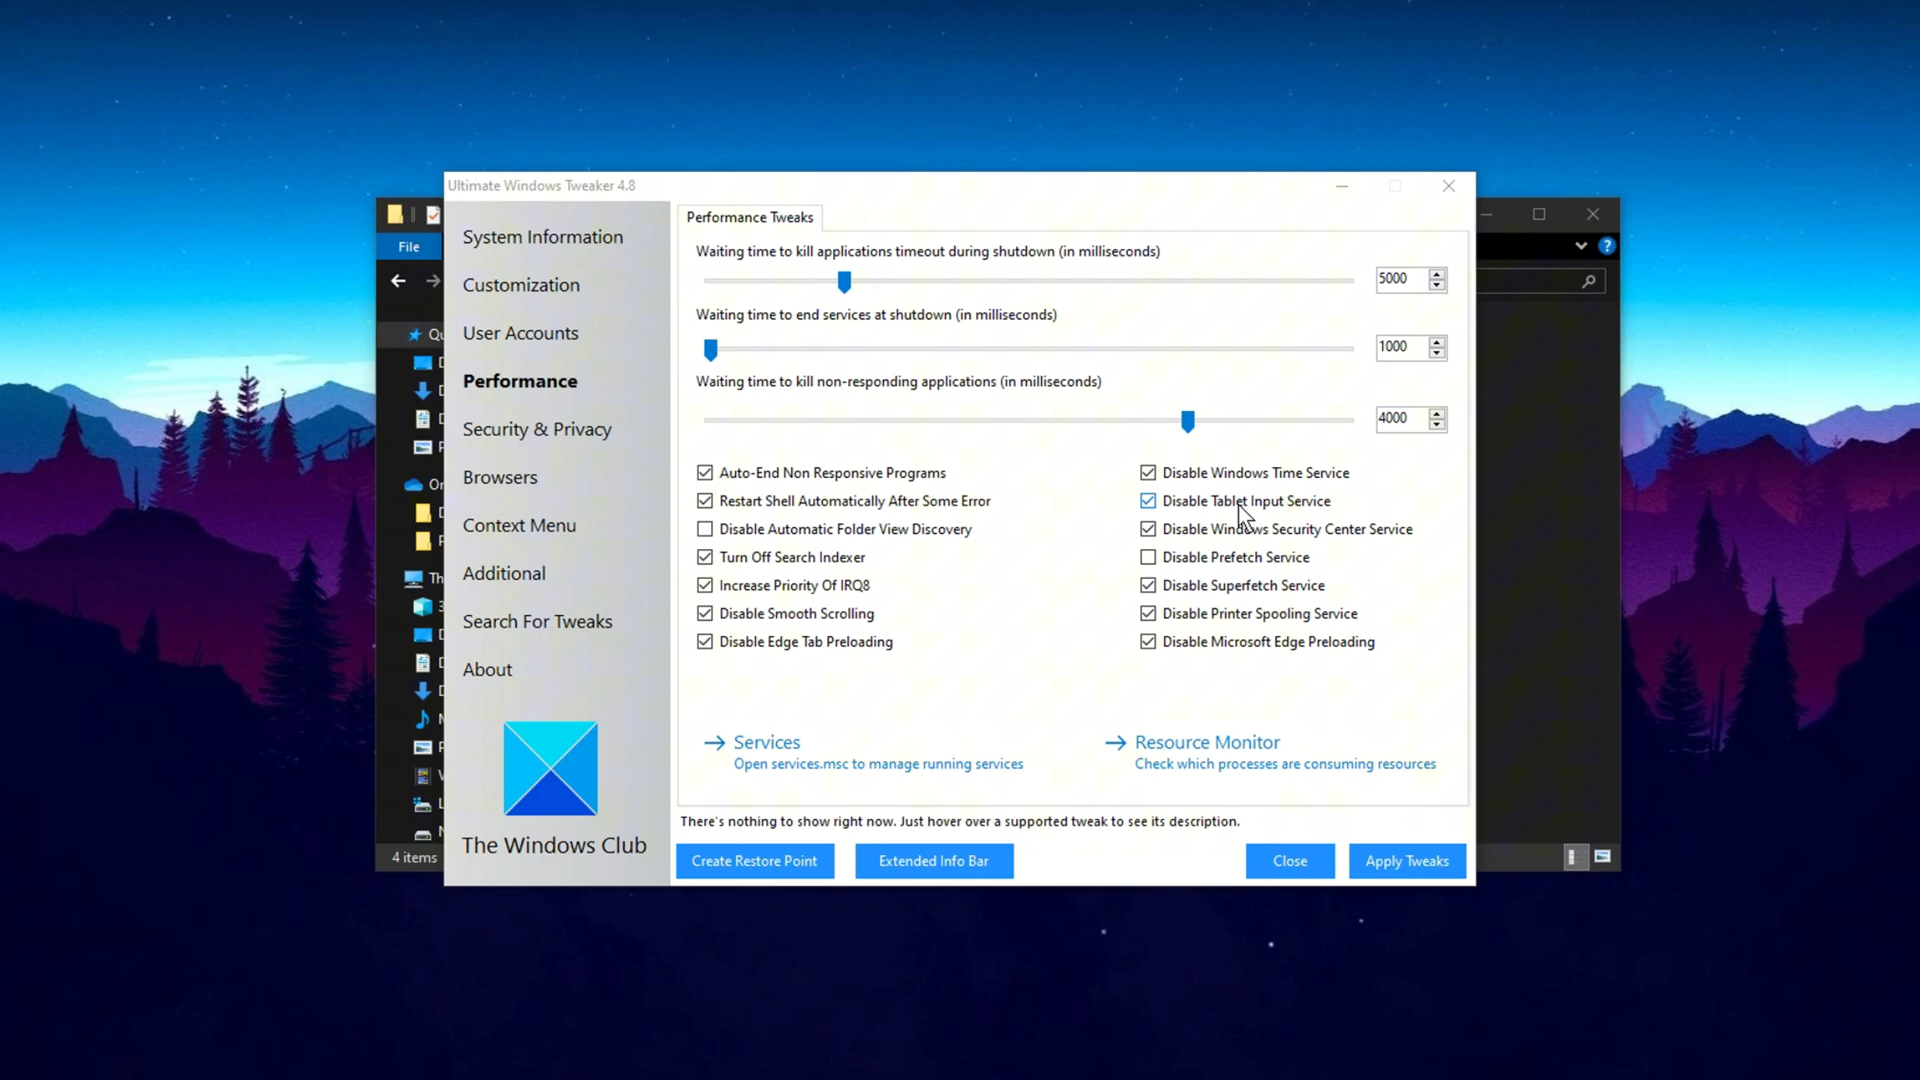 Ultimate Windows Tweaker 4.8
File
4 items
System Information
Customization
User Accounts
Performance
Security & Privacy
Browsers
Context Menu
Additional
Search For Tweaks
About
The Windows Club
Performance Tweaks
Waiting time to kill applications timeout during shutdown (in milliseconds)
5000
Waiting time to end services at shutdown (in milliseconds)
1000
Waiting time to kill non-responding applications (in milliseconds)
4000
Auto-End Non Responsive Programs
Restart Shell Automatically After Some Error
Disable Automatic Folder View Discovery
Turn Off Search Indexer
Increase Priority Of IRQ8
Disable Smooth Scrolling
Disable Edge Tab Preloading
Disable Windows Time Service
Disable Tablet Input Service
Disable Windows Security Center Service
Disable Prefetch Service
Disable Superfetch Service
Disable Printer Spooling Service
Disable Microsoft Edge Preloading
Services
Open services.msc to manage running services
Resource Monitor
Check which processes are consuming resources
There's nothing to show right now. Just hover over a supported tweak to see its description.
Create Restore Point
Extended Info Bar
Close
Apply Tweaks